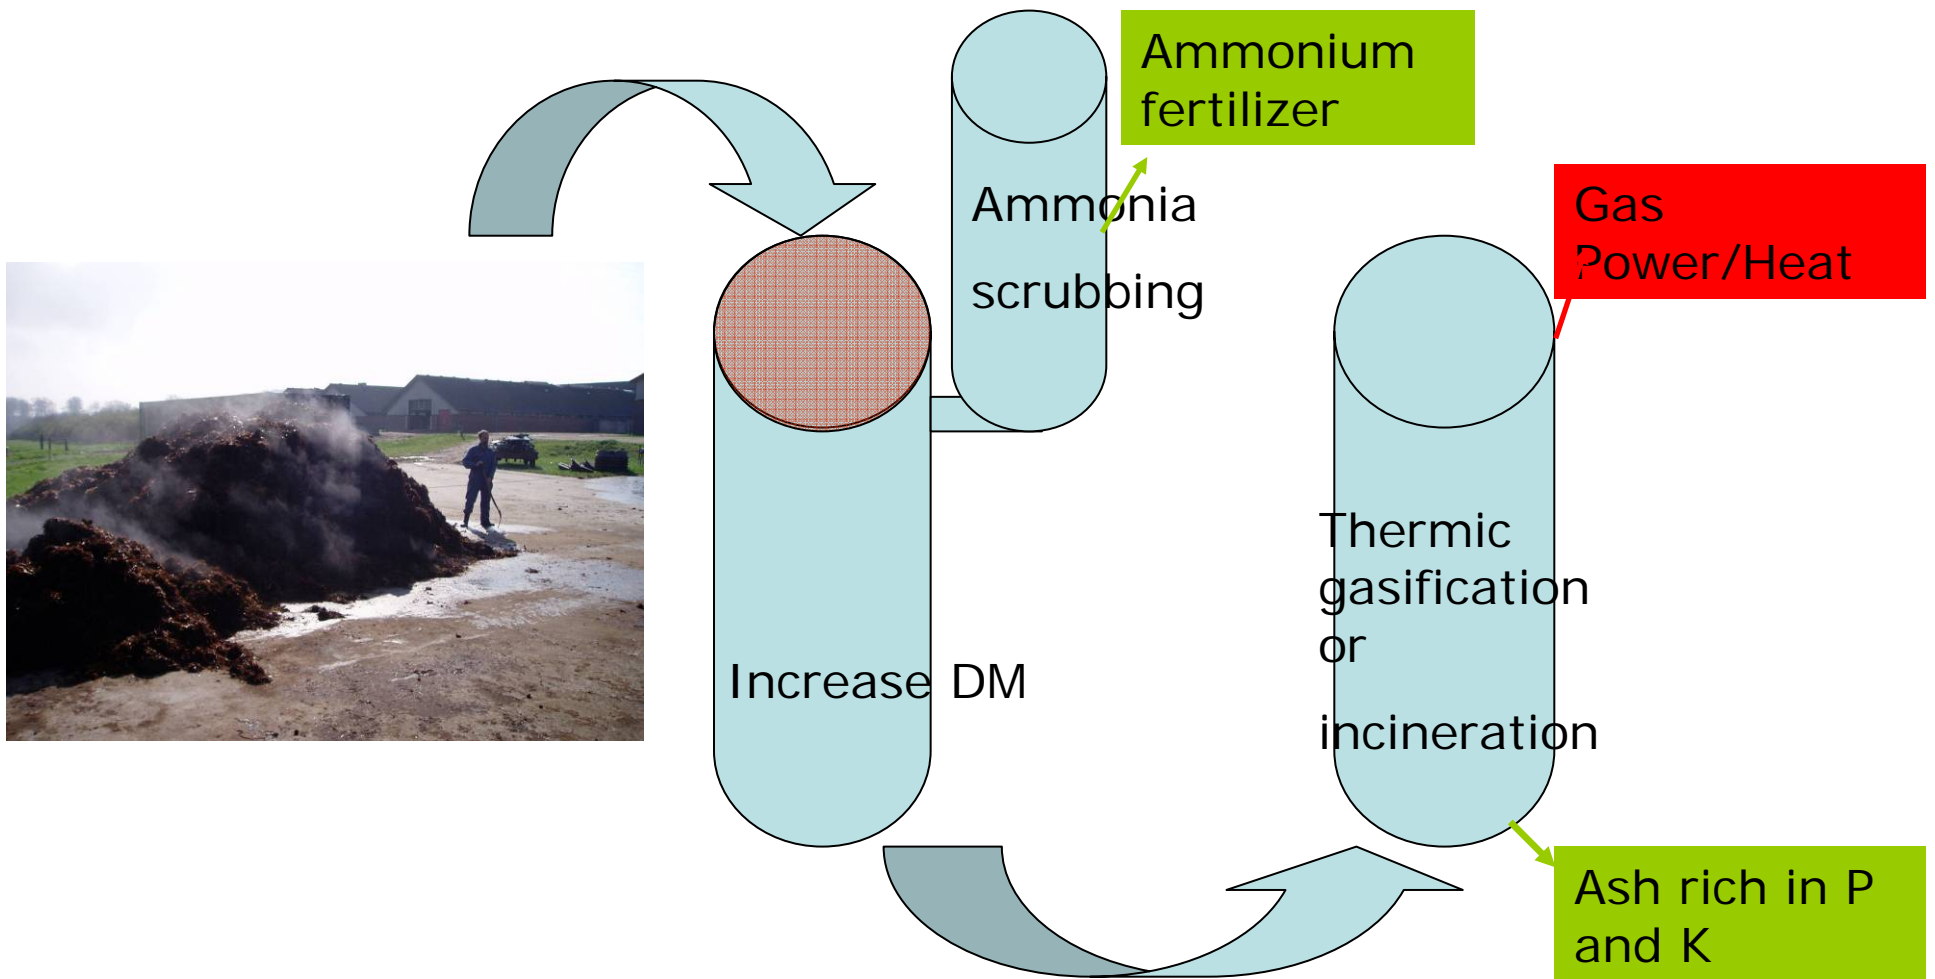 Ammonium
fertilizer
Ammonia
scrubbing
Gas
Power/Heat
Increase DM
Thermic
gasification
or
incineration
Ash rich in P
and K